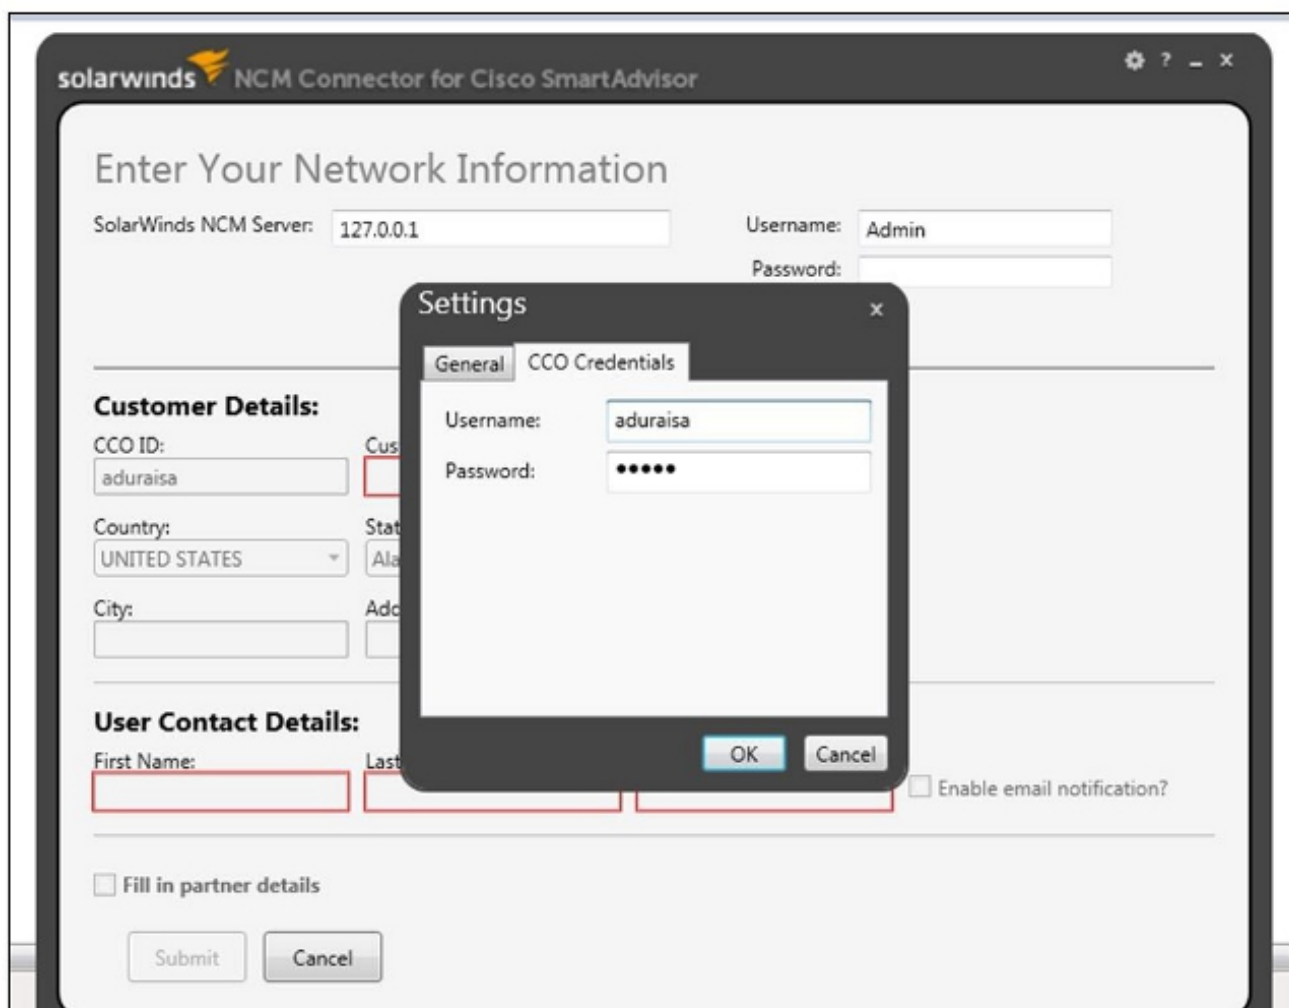 solarwinds NCM Connector for Cisco SmartAdvisor ? _ x
Enter Your Network Information
SolarWinds NCM Server: 127.0.0.1 Username: Admin
Password:
Settings x
General CCO Credentials
Username: aduraisa
Password: •••••
OK Cancel
Customer Details:
CCO ID: Cus
aduraisa
Country: Stat
UNITED STATES Ala
City: Add
User Contact Details:
First Name: Last
Enable email notification?
Fill in partner details
Submit Cancel